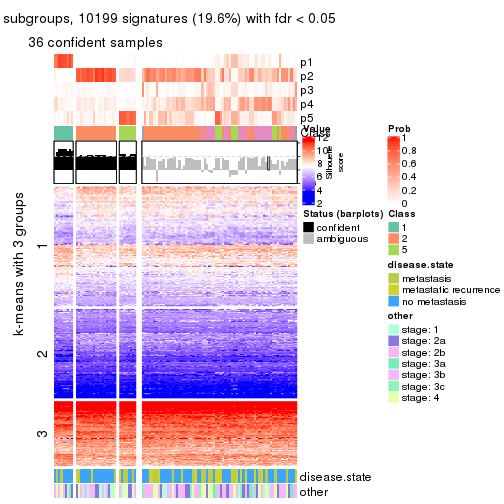 subgroups, 10199 signatures (19.6%) with fdr < 0.05
36 confident samples
p1
p2
p3
p4
p5
Class
Silhouette
score
k-means with 3 groups
1
2
3
disease.state
other
Value
12
10
8
6
4
2
Prob
1
0.8
0.6
0.4
0.2
0
Status (barplots)
confident
ambiguous
Class
1
2
5
disease.state
metastasis
metastatic recurrence
no metastasis
other
stage: 1
stage: 2a
stage: 2b
stage: 3a
stage: 3b
stage: 3c
stage: 4